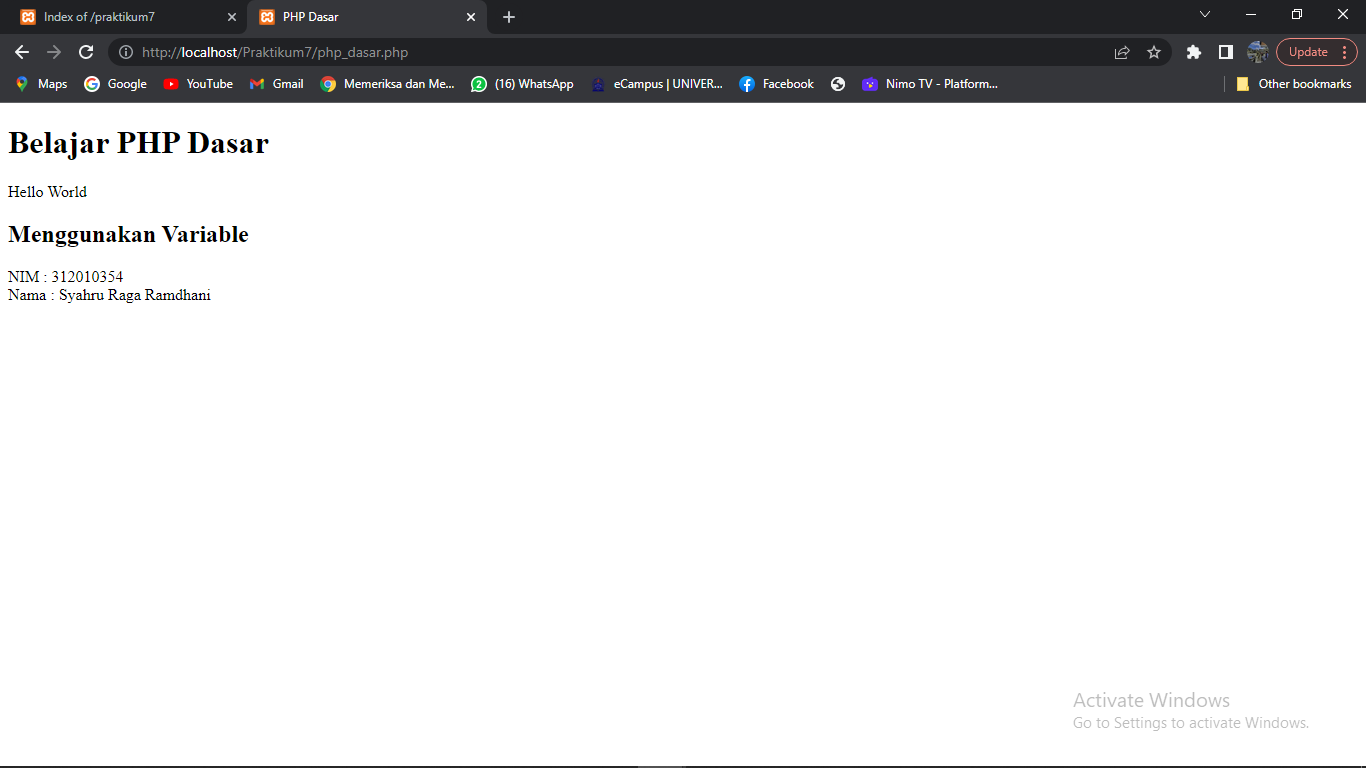 Index of /praktikum7
PHP Dasar
http://localhost/Praktikum7/php_dasar.php
Update
Maps
Google
YouTube
Gmail
Memeriksa dan Me...
(16) WhatsApp
eCampus | UNIVER...
Facebook
Nimo TV - Platform...
Other bookmarks
Belajar PHP Dasar
Hello World
Menggunakan Variable
NIM : 312010354
Nama : Syahru Raga Ramdhani
Activate Windows
Go to Settings to activate Windows.